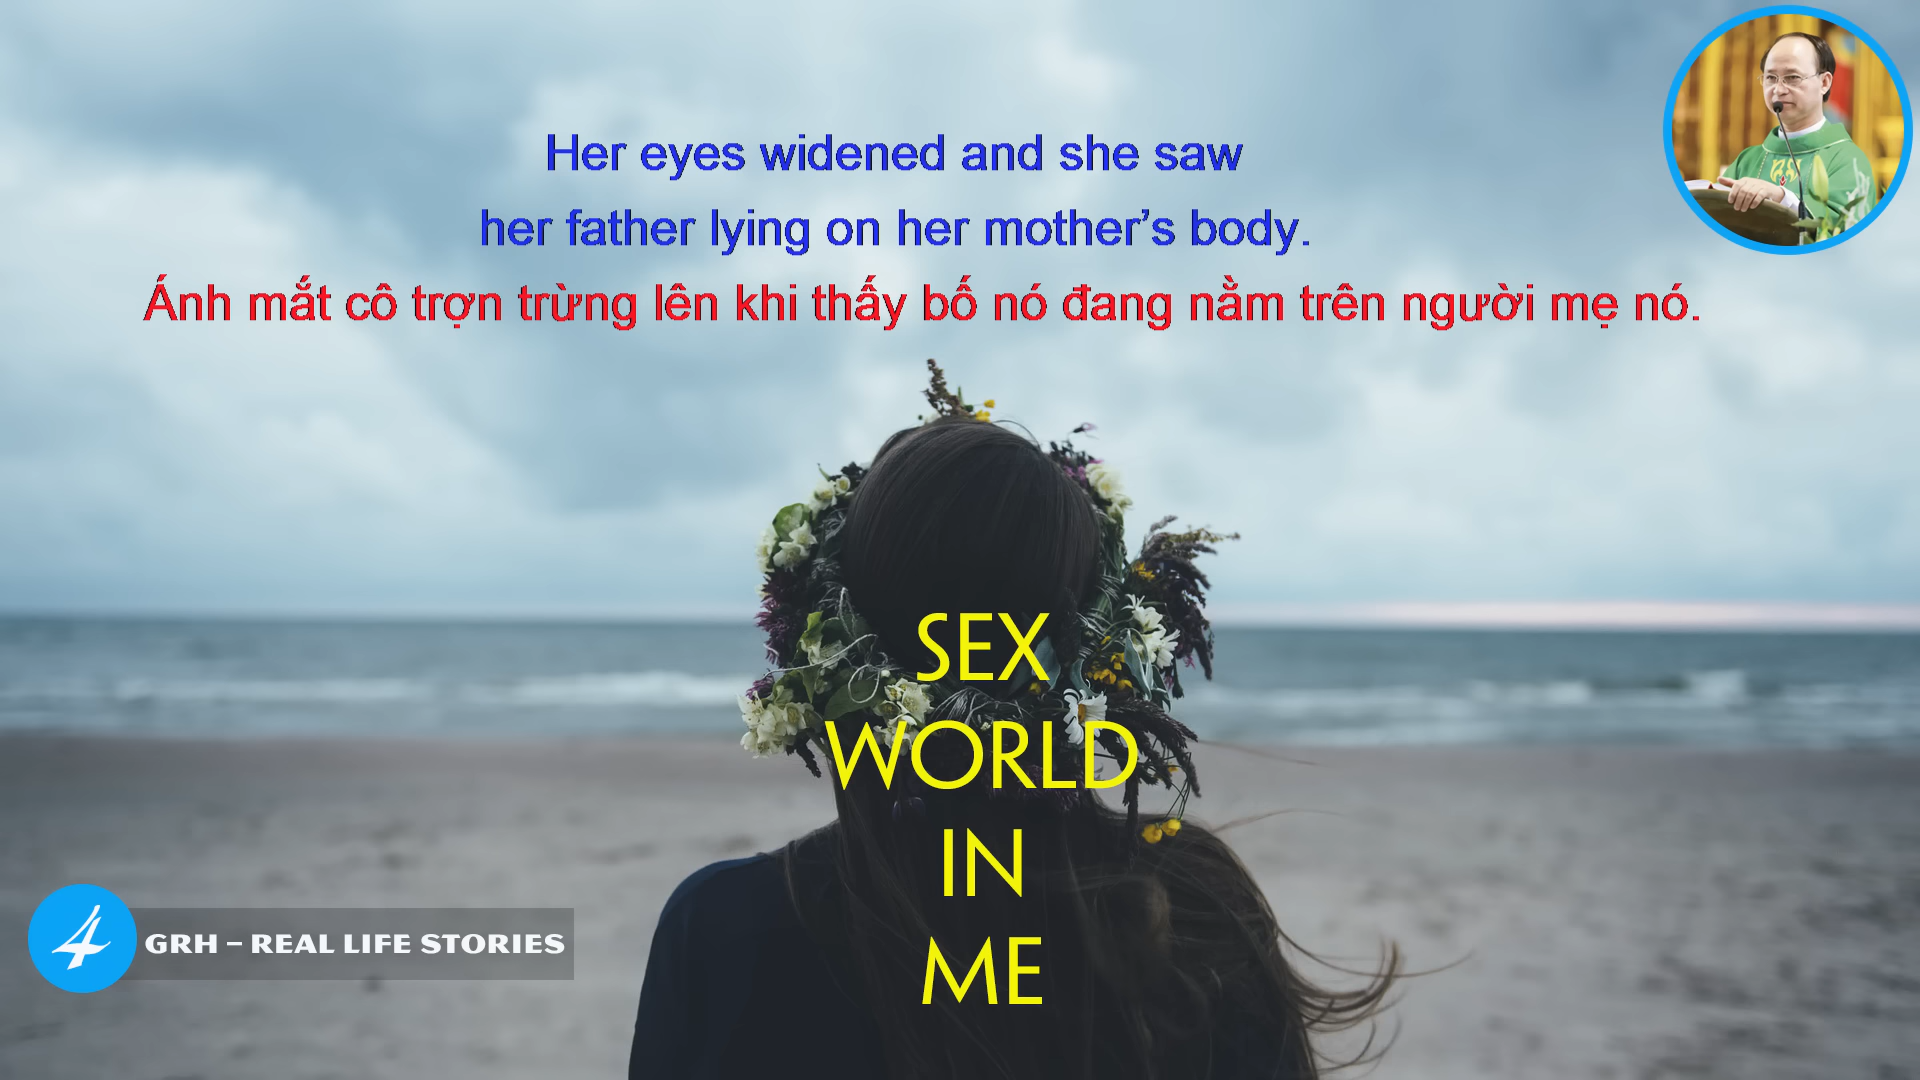 Her eyes widened and she saw
her father lying on her mother’s body.
Ánh mắt cô trợn trừng lên khi thấy bố nó đang nằm trên người mẹ nó.
SEX
WORLD
IN
ME
4 GRH – REAL LIFE STORIES